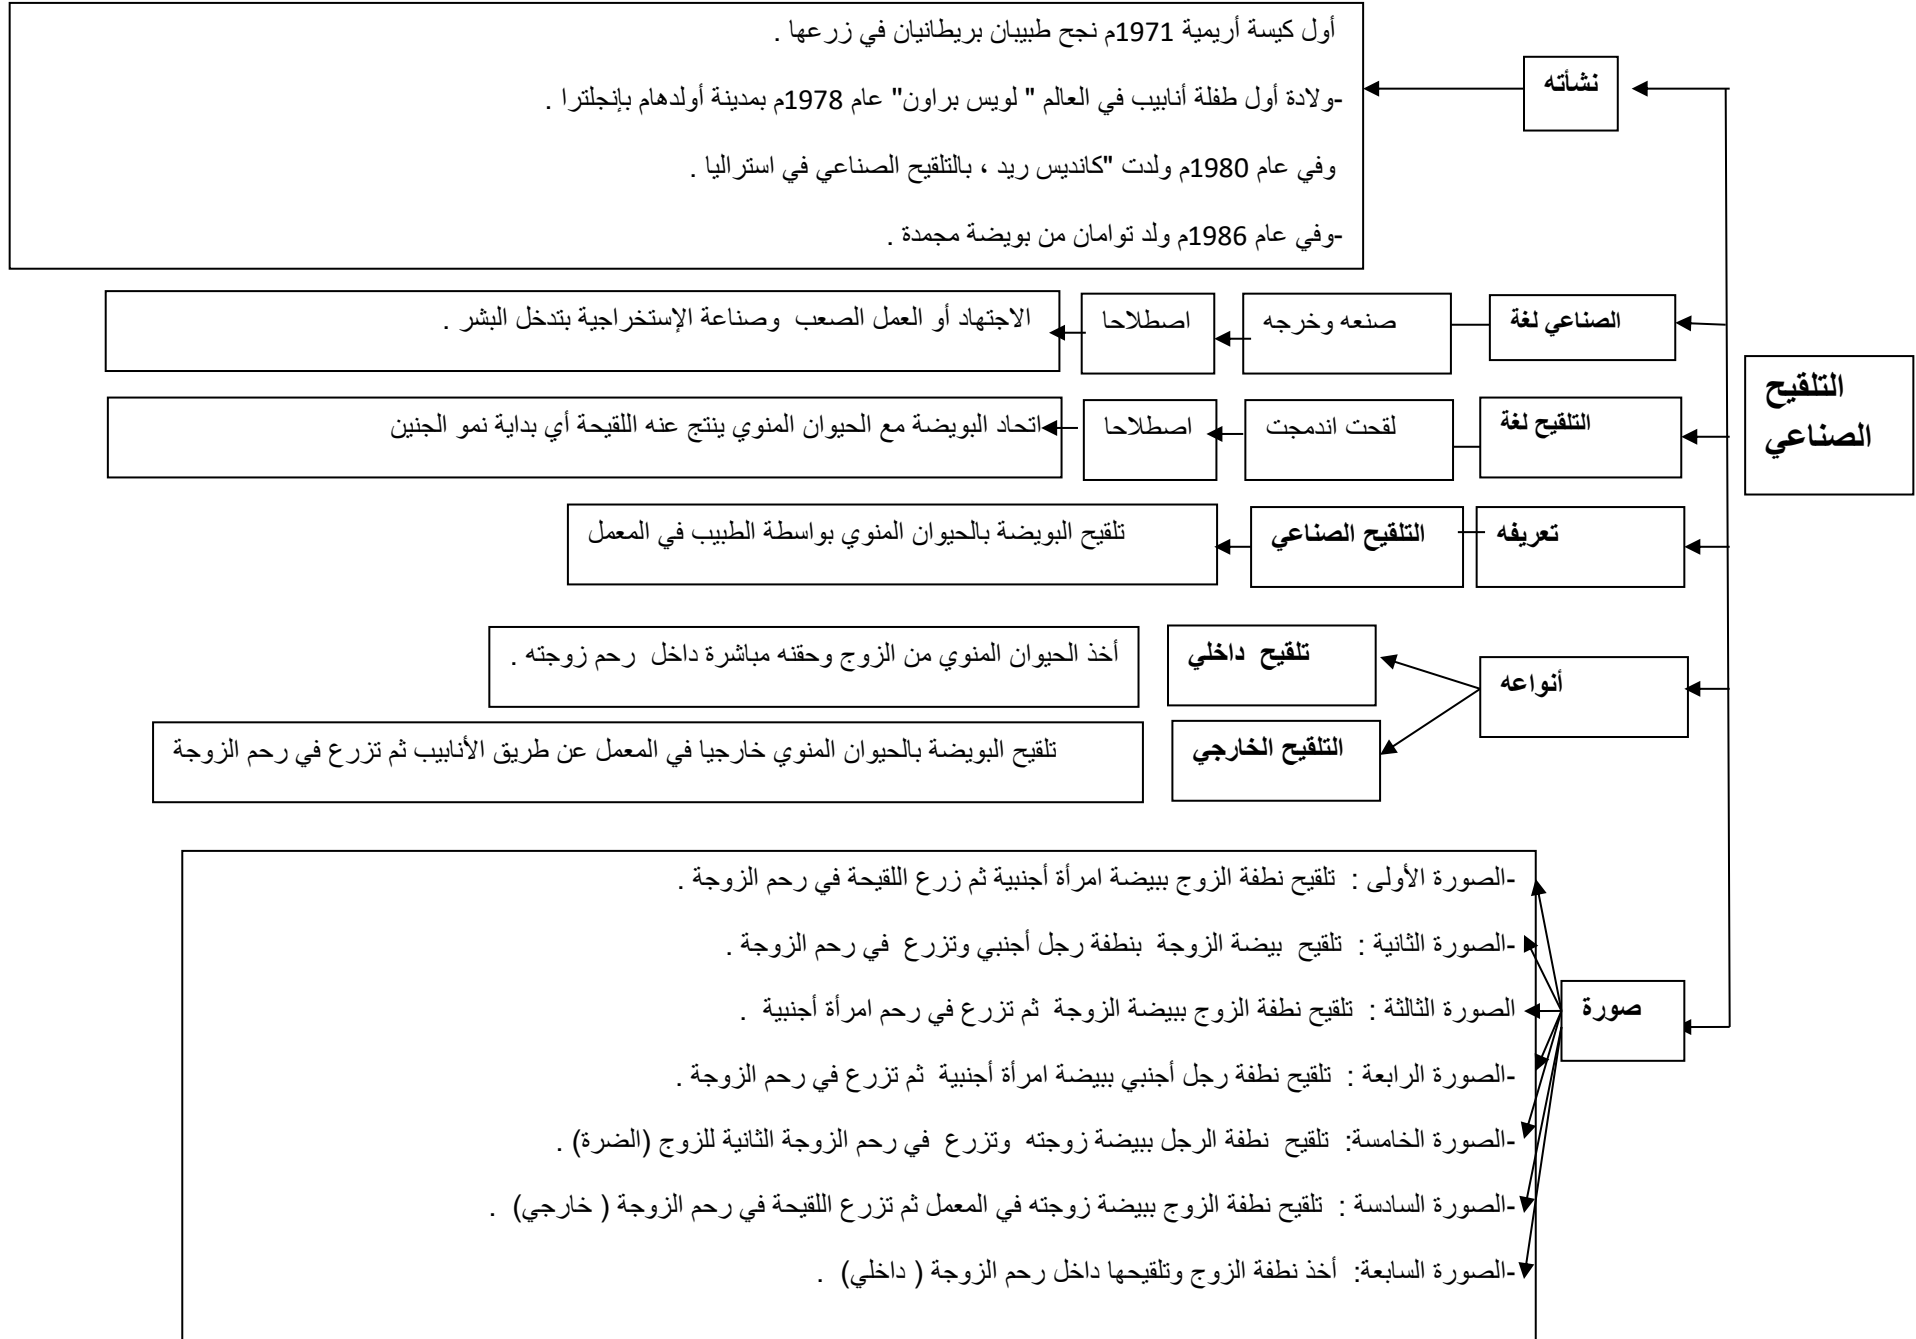 أول كيسة أريمية 1971م نجح طبيبان بريطانيان في زرعها .
نشأته
-ولادة أول طفلة أنابيب في العالم " لويس براون" عام 1978م بمدينة أولدهام بإنجلترا .
وفي عام 1980م ولدت "كانديس ريد ، بالتلقيح الصناعي في استراليا .
-وفي عام 1986م ولد توامان من بويضة مجمدة .
الصناعي لغة
صنعه وخرجه
اصطلاحا
الاجتهاد أو العمل الصعب وصناعة الإستخراجية بتدخل البشر .
التلقيح
الصناعي
التلقيح لغة
لقحت اندمجت
اصطلاحا
اتحاد البويضة مع الحيوان المنوي ينتج عنه اللقيحة أي بداية نمو الجنين
تعريفه
التلقيح الصناعي
تلقيح البويضة بالحيوان المنوي بواسطة الطبيب في المعمل
أنواعه
تلقيح داخلي
أخذ الحيوان المنوي من الزوج وحقنه مباشرة داخل رحم زوجته .
التلقيح الخارجي
تلقيح البويضة بالحيوان المنوي خارجيا في المعمل عن طريق الأنابيب ثم تزرع في رحم الزوجة
صورة
-الصورة الأولى : تلقيح نطفة الزوج ببيضة امرأة أجنبية ثم زرع اللقيحة في رحم الزوجة .
-الصورة الثانية : تلقيح بيضة الزوجة بنطفة رجل أجنبي وتزرع في رحم الزوجة .
الصورة الثالثة : تلقيح نطفة الزوج ببيضة الزوجة ثم تزرع في رحم امرأة أجنبية .
-الصورة الرابعة : تلقيح نطفة رجل أجنبي ببيضة امرأة أجنبية ثم تزرع في رحم الزوجة .
-الصورة الخامسة: تلقيح نطفة الرجل ببيضة زوجته وتزرع في رحم الزوجة الثانية للزوج (الضرة) .
-الصورة السادسة : تلقيح نطفة الزوج ببيضة زوجته في المعمل ثم تزرع اللقيحة في رحم الزوجة ( خارجي) .
-الصورة السابعة: أخذ نطفة الزوج وتلقيحها داخل رحم الزوجة ( داخلي) .